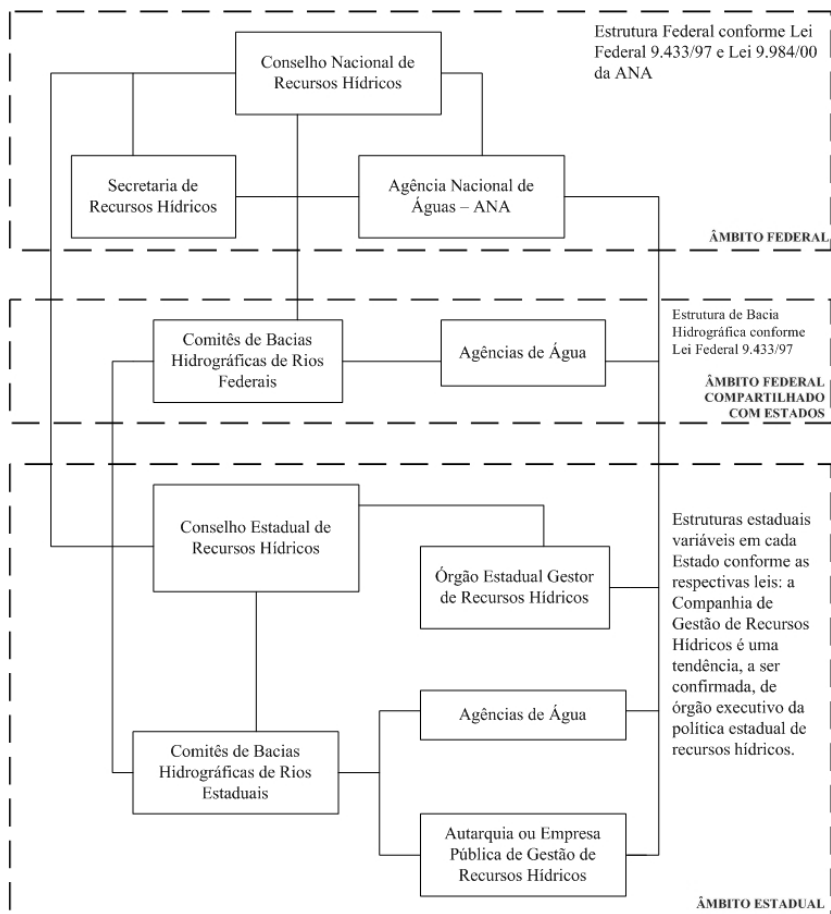 Estrutura Federal conforme Lei
Federal 9.433/97 e Lei 9.984/00
da ANA
Conselho Nacional de
Recursos Hídricos
Secretaria de
Recursos Hídricos
Agência Nacional de
Águas – ANA
ÂMBITO FEDERAL
Comitês de Bacias
Hidrográficas de Rios
Federais
Agências de Água
Estrutura de Bacia
Hidrográfica conforme
Lei Federal 9.433/97
ÂMBITO FEDERAL
COMPARTILHADO
COM ESTADOS
Conselho Estadual de
Recursos Hídricos
Órgão Estadual Gestor
de Recursos Hídricos
Estruturas estaduais
variáveis em cada
Estado conforme as
respectivas leis: a
Companhia de
Gestão de Recursos
Hídricos é uma
tendência, a ser
confirmada, de
órgão executivo da
política estadual de
recursos hídricos.
Agências de Água
Comitês de Bacias
Hidrográficas de Rios
Estaduais
Autarquia ou Empresa
Pública de Gestão de
Recursos Hídricos
ÂMBITO ESTADUAL